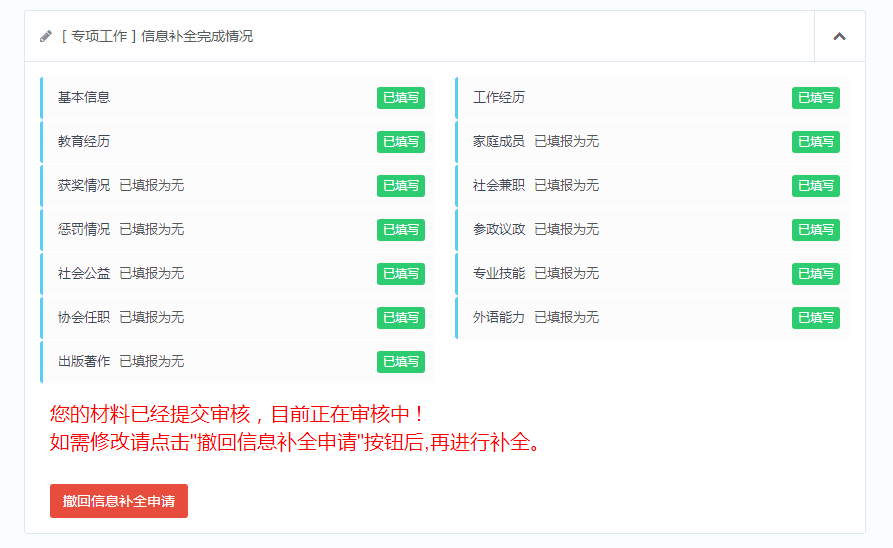 [ 专项工作 ] 信息补全完成情况
基本信息 已填写
工作经历 已填写
教育经历 已填写
家庭成员 已填报为无 已填写
获奖情况 已填报为无 已填写
社会兼职 已填报为无 已填写
惩罚情况 已填报为无 已填写
参政议政 已填报为无 已填写
社会公益 已填报为无 已填写
专业技能 已填报为无 已填写
协会任职 已填报为无 已填写
外语能力 已填报为无 已填写
出版著作 已填报为无 已填写
您的材料已经提交审核，目前正在审核中！
如需修改请点击"撤回信息补全申请"按钮后,再进行补全。
撤回信息补全申请